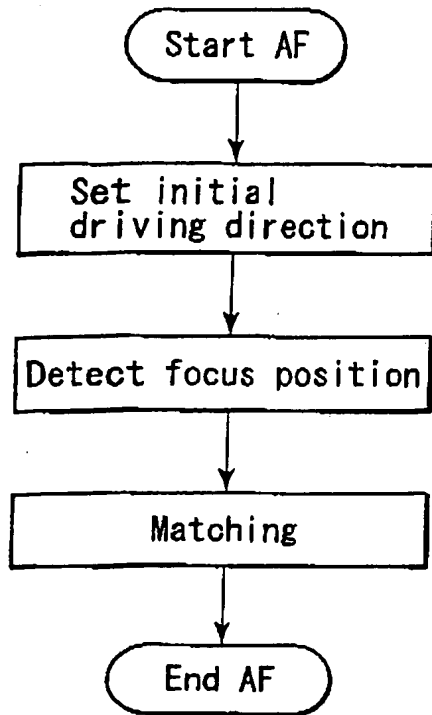 Start AF
Set initial
driving direction
Detect focus position
Matching
End AF